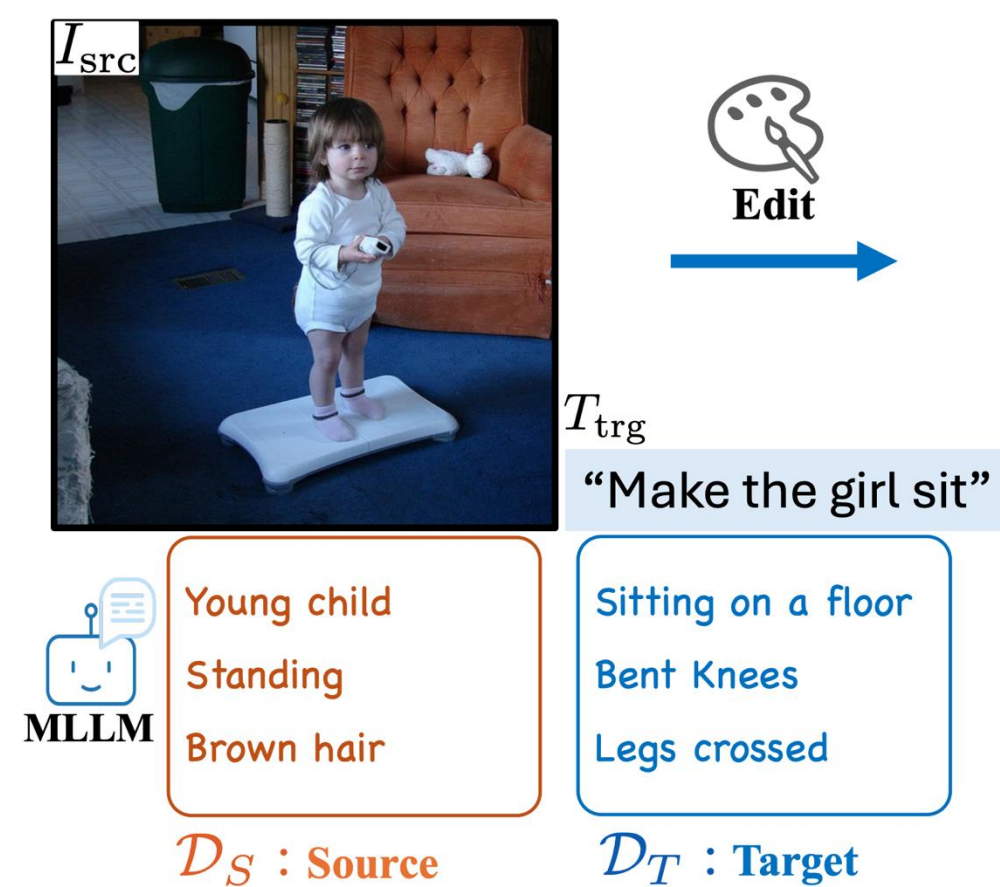 I_src
Edit
T_trg
“Make the girl sit”
MLLM
Young child
Standing
Brown hair
D_S : Source
Sitting on a floor
Bent Knees
Legs crossed
D_T : Target